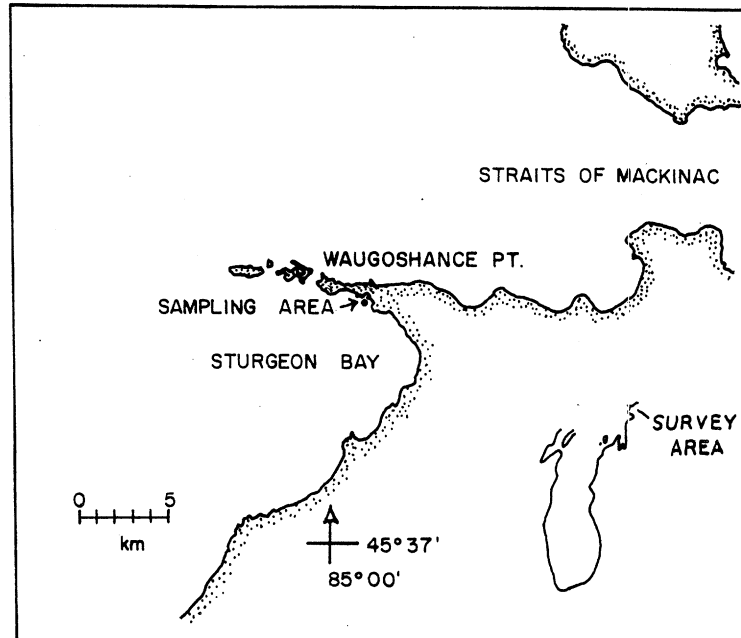 STRAITS OF MACKINAC
WAUGOSHANCE PT.
SAMPLING AREA
STURGEON BAY
SURVEY
AREA
0 5
km
45°37'
85°00'